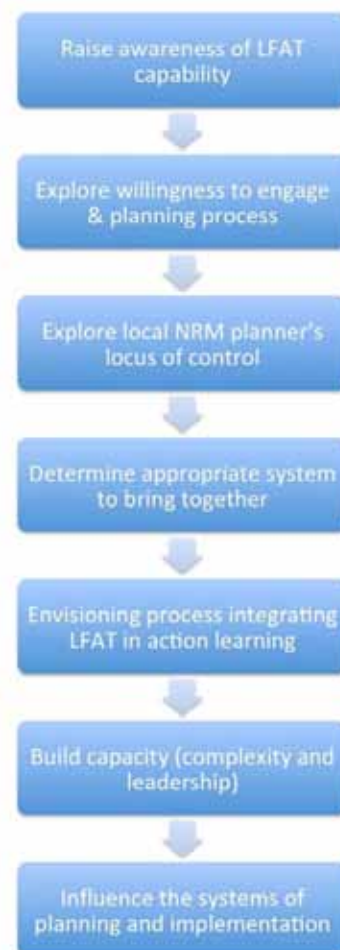 Raise awareness of LFAT
capability
Explore willingness to engage
& planning process
Explore local NRM planner's
locus of control
Determine appropriate system
to bring together
Envisioning process integrating
LFAT in action learning
Build capacity (complexity and
leadership)
Influence the systems of
planning and implementation